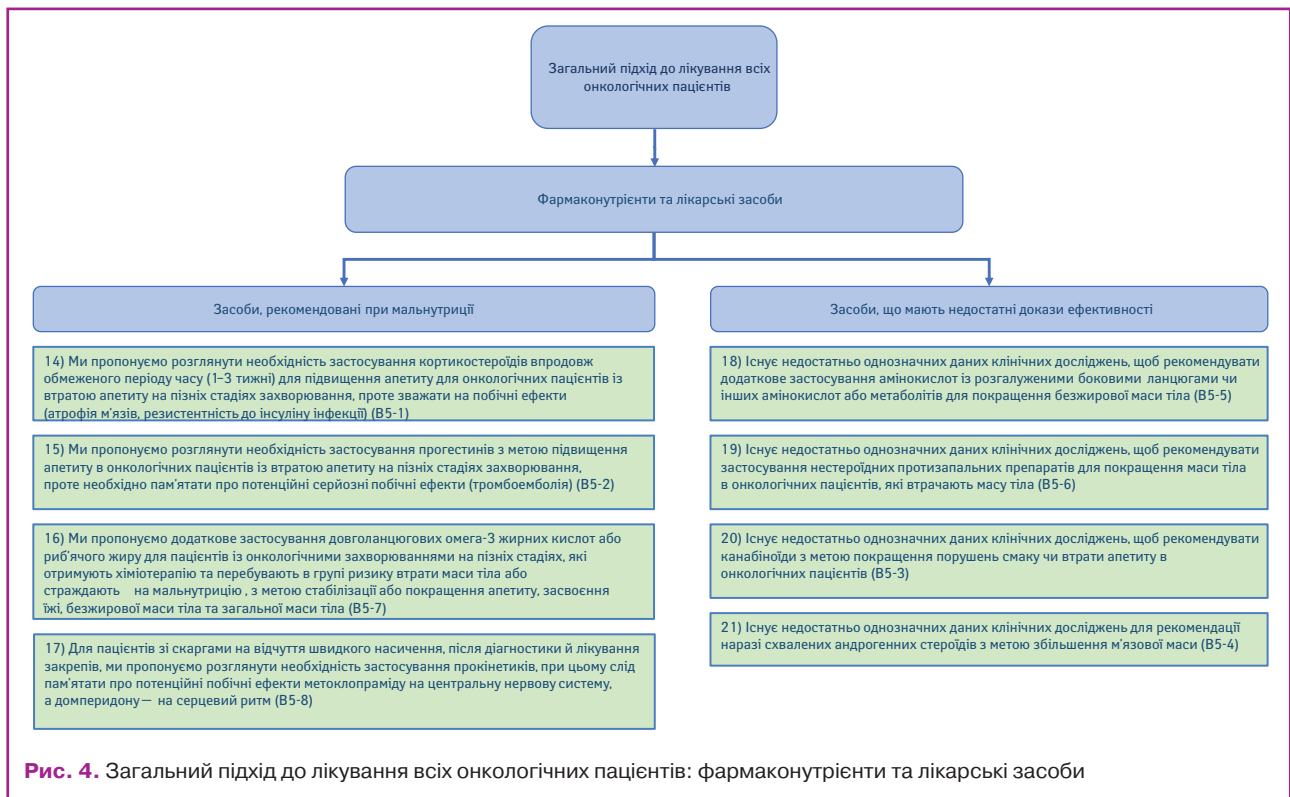 Загальний підхід до лікування всіх
онкологічних пацієнтів
Фармаконутрієнти та лікарські засоби
Засоби, рекомендовані при мальнутриції
14) Ми пропонуємо розглянути необхідність застосування кортикостероїдів впродовж
обмеженого періоду часу (1–3 тижні) для підвищення апетиту для онкологічних пацієнтів із
втратою апетиту на пізніх стадіях захворювання, проте зважати на побічні ефекти
(атрофія м’язів, резистентність до інсуліну інфекції) (B5-1)
15) Ми пропонуємо розглянути необхідність застосування прогестинів з метою підвищення
апетиту в онкологічних пацієнтів із втратою апетиту на пізніх стадіях захворювання,
проте необхідно пам’ятати про потенційні серйозні побічні ефекти (тромбоемболія) (B5-2)
16) Ми пропонуємо додаткове застосування довголанцюгових омега-3 жирних кислот або
риб’ячого жиру для пацієнтів із онкологічними захворюваннями на пізніх стадіях, які
отримують хіміотерапію та перебувають в групі ризику втрати маси тіла або
страждають на мальнутрицію , з метою стабілізації або покращення апетиту, засвоєння
їжі, безжирової маси тіла та загальної маси тіла (B5-7)
17) Для пацієнтів зі скаргами на відчуття швидкого насичення, після діагностики й лікування
закрепів, ми пропонуємо розглянути необхідність застосування прокінетиків, при цьому слід
пам’ятати про потенційні побічні ефекти метоклопраміду на центральну нервову систему,
а домперидону— на серцевий ритм (B5-8)
Засоби, що мають недостатні докази ефективності
18) Існує недостатньо однозначних даних клінічних досліджень, щоб рекомендувати
додаткове застосування амінокислот із розгалуженими боковими ланцюгами чи
інших амінокислот або метаболітів для покращення безжирової маси тіла (B5-5)
19) Існує недостатньо однозначних даних клінічних досліджень, щоб рекомендувати
застосування нестероїдних протизапальних препаратів для покращення маси тіла
в онкологічних пацієнтів, які втрачають масу тіла (B5-6)
20) Існує недостатньо однозначних даних клінічних досліджень, щоб рекомендувати
канабіноїди з метою покращення порушень смаку чи втрати апетиту в
онкологічних пацієнтів (B5-3)
21) Існує недостатньо однозначних даних клінічних досліджень для рекомендації
наразі схвалених андрогенних стероїдів з метою збільшення м’язової маси (B5-4)
Рис. 4. Загальний підхід до лікування всіх онкологічних пацієнтів: фармаконутрієнти та лікарські засоби